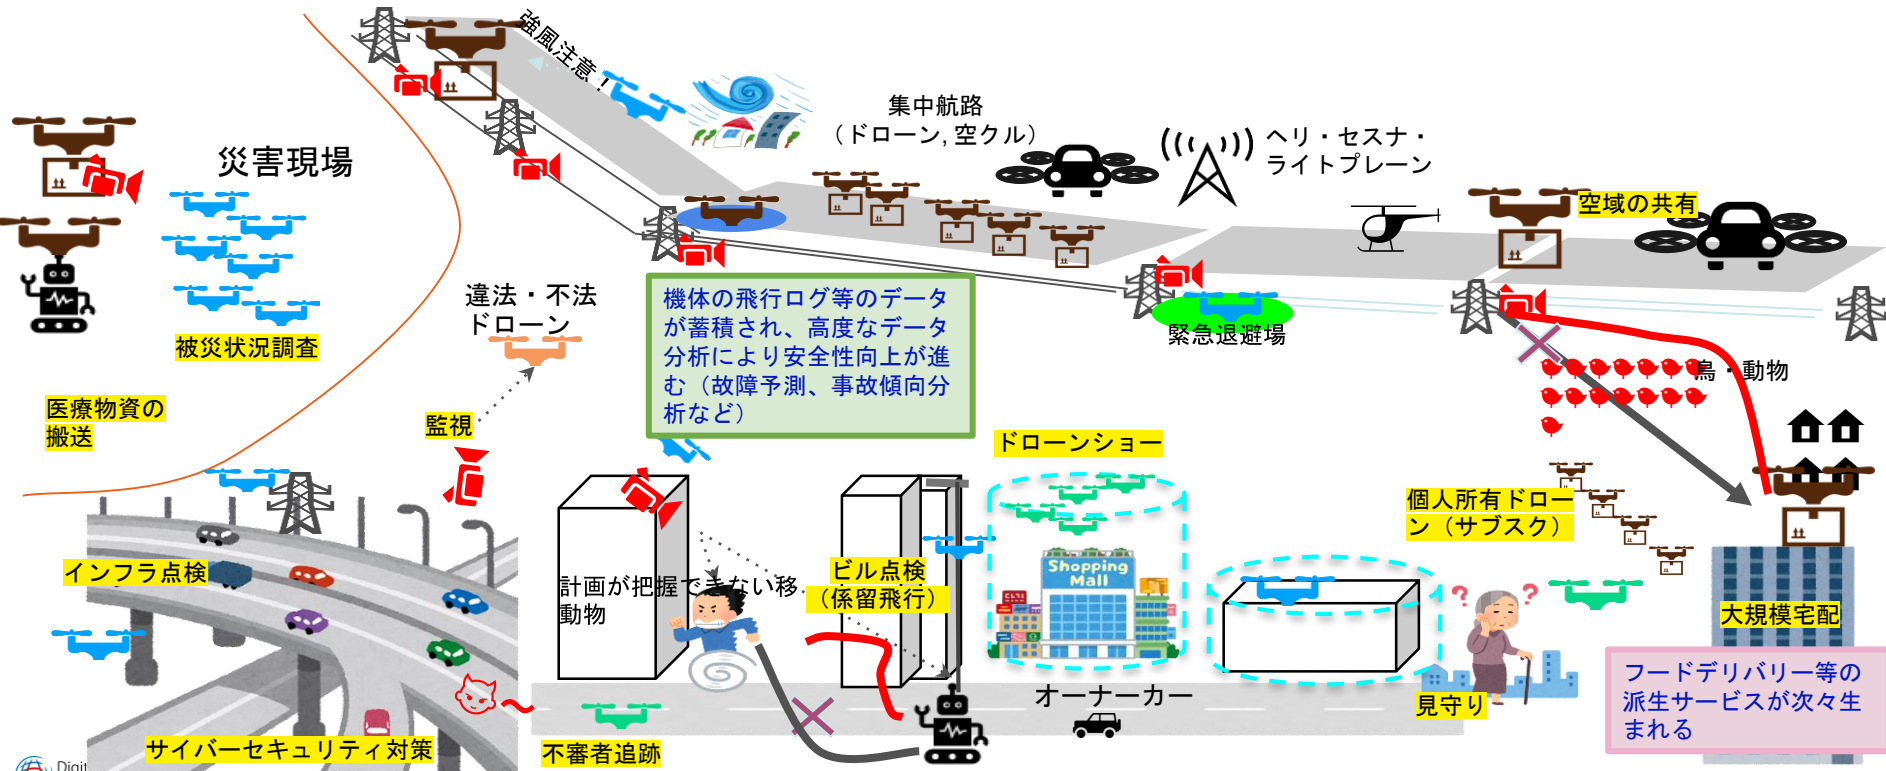 強風注意!
集中航路
（ドローン, 空クル）
ヘリ・セスナ・
ライトプレーン
災害現場
空域の共有
違法・不法
ドローン
機体の飛行ログ等のデータ
が蓄積され、高度なデータ
分析により安全性向上が進
む（故障予測、事故傾向分
析など）
緊急退避場
被災状況調査
鳥・動物
医療物資の
搬送
監視
ドローンショー
個人所有ドロー
ン（サブスク）
インフラ点検
計画が把握できない移
動物
ビル点検
（係留飛行）
Shopping
Mall
大規模宅配
フードデリバリー等の
派生サービスが次々生
まれる
オーナーカー
見守り
サイバーセキュリティ対策
不審者追跡
Digit